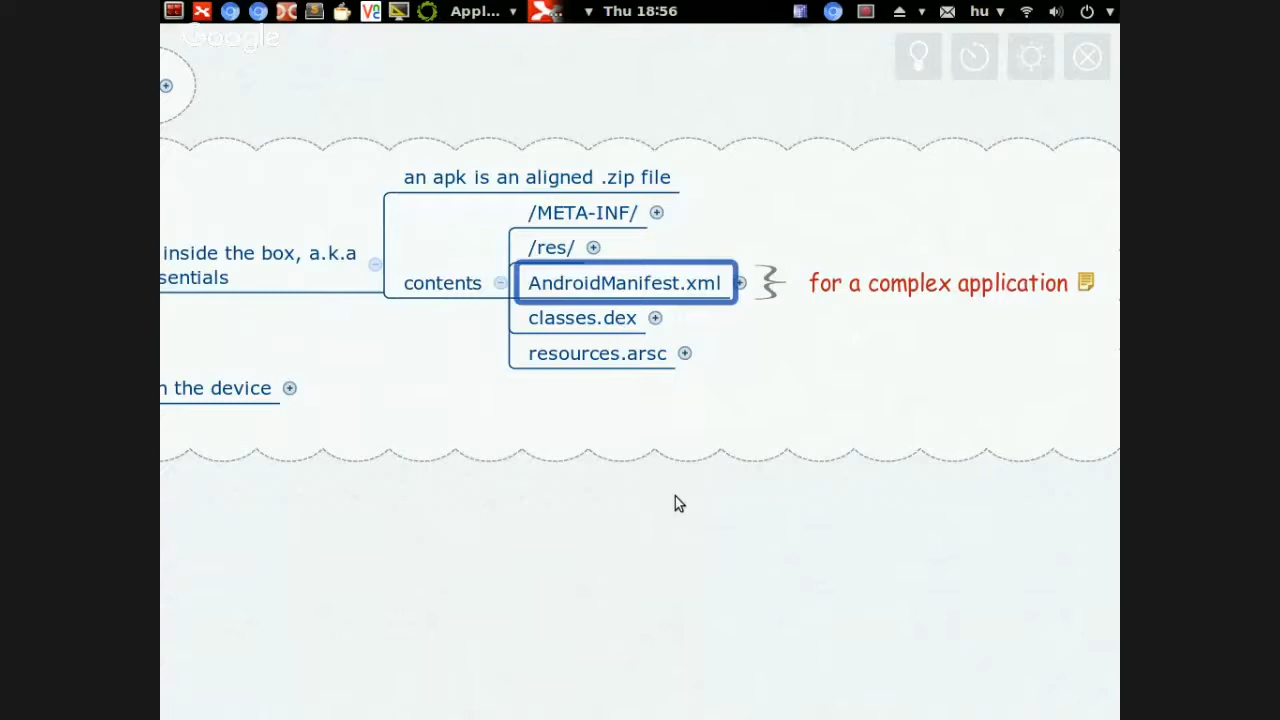 Appl... Thu 18:56 hu
Google
an apk is an aligned .zip file
/META-INF/
/res/
inside the box, a.k.a
sentials
contents
AndroidManifest.xml
for a complex application
classes.dex
resources.arsc
n the device